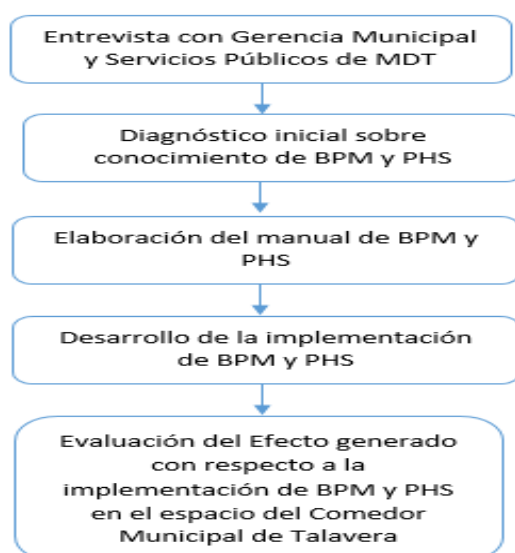 Entrevista con Gerencia Municipal
y Servicios Públicos de MDT
Diagnóstico inicial sobre
conocimiento de BPM y PHS
Elaboración del manual de BPM y
PHS
Desarrollo de la implementación
de BPM y PHS
Evaluación del Efecto generado
con respecto a la
implementación de BPM y PHS
en el espacio del Comedor
Municipal de Talavera